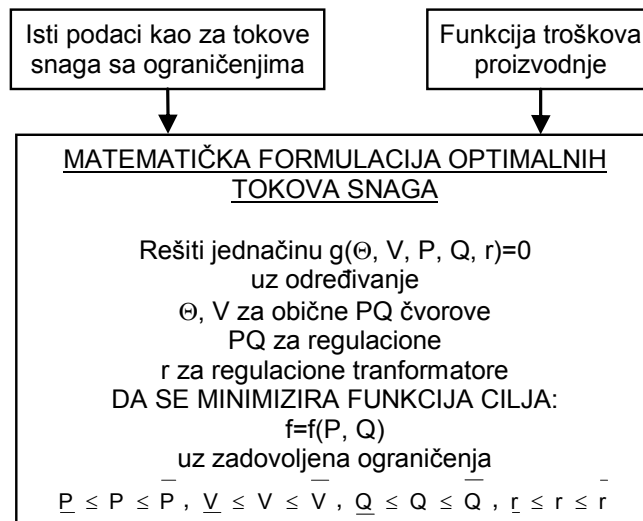 Isti podaci kao za tokove
snaga sa ograničenjima
Funkcija troškova
proizvodnje
MATEMATIČKA FORMULACIJA OPTIMALNIH
TOKOVA SNAGA
Rešiti jednačinu g(Θ, V, P, Q, r)=0
uz određivanje
Θ, V za obične PQ čvorove
PQ za regulacione
r za regulacione tranformatore
DA SE MINIMIZIRA FUNKCIJA CILJA:
f=f(P, Q)
uz zadovoljena ograničenja
P̲ ≤ P ≤ P̅ , V̲ ≤ V ≤ V̅ , Q̲ ≤ Q ≤ Q̅ , r̲ ≤ r ≤ r̅